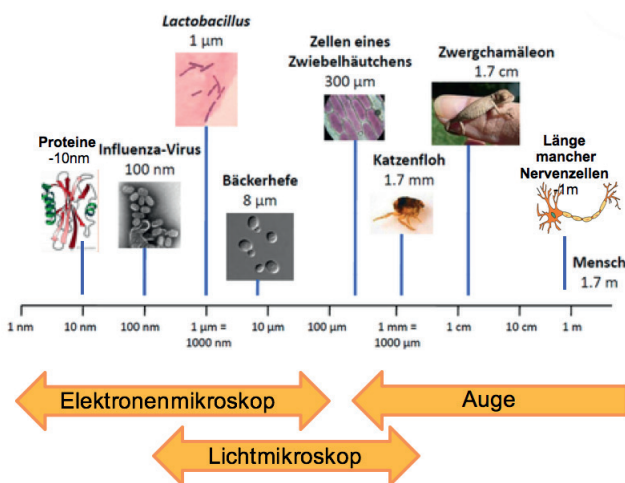 Lactobacillus
1 µm
Zellen eines
Zwiebelhäutchens
300 µm
Zwergchamäleon
1.7 cm
Proteine
-10nm
Influenza-Virus
100 nm
Bäckerhefe
8 µm
Katzenfloh
1.7 mm
Länge
mancher
Nervenzellen
-1m
Mensch
1.7 m
1 nm
10 nm
100 nm
1 µm =
1000 nm
10 µm
100 µm
1 mm =
1000 µm
1 cm
10 cm
1 m
Elektronenmikroskop
Auge
Lichtmikroskop